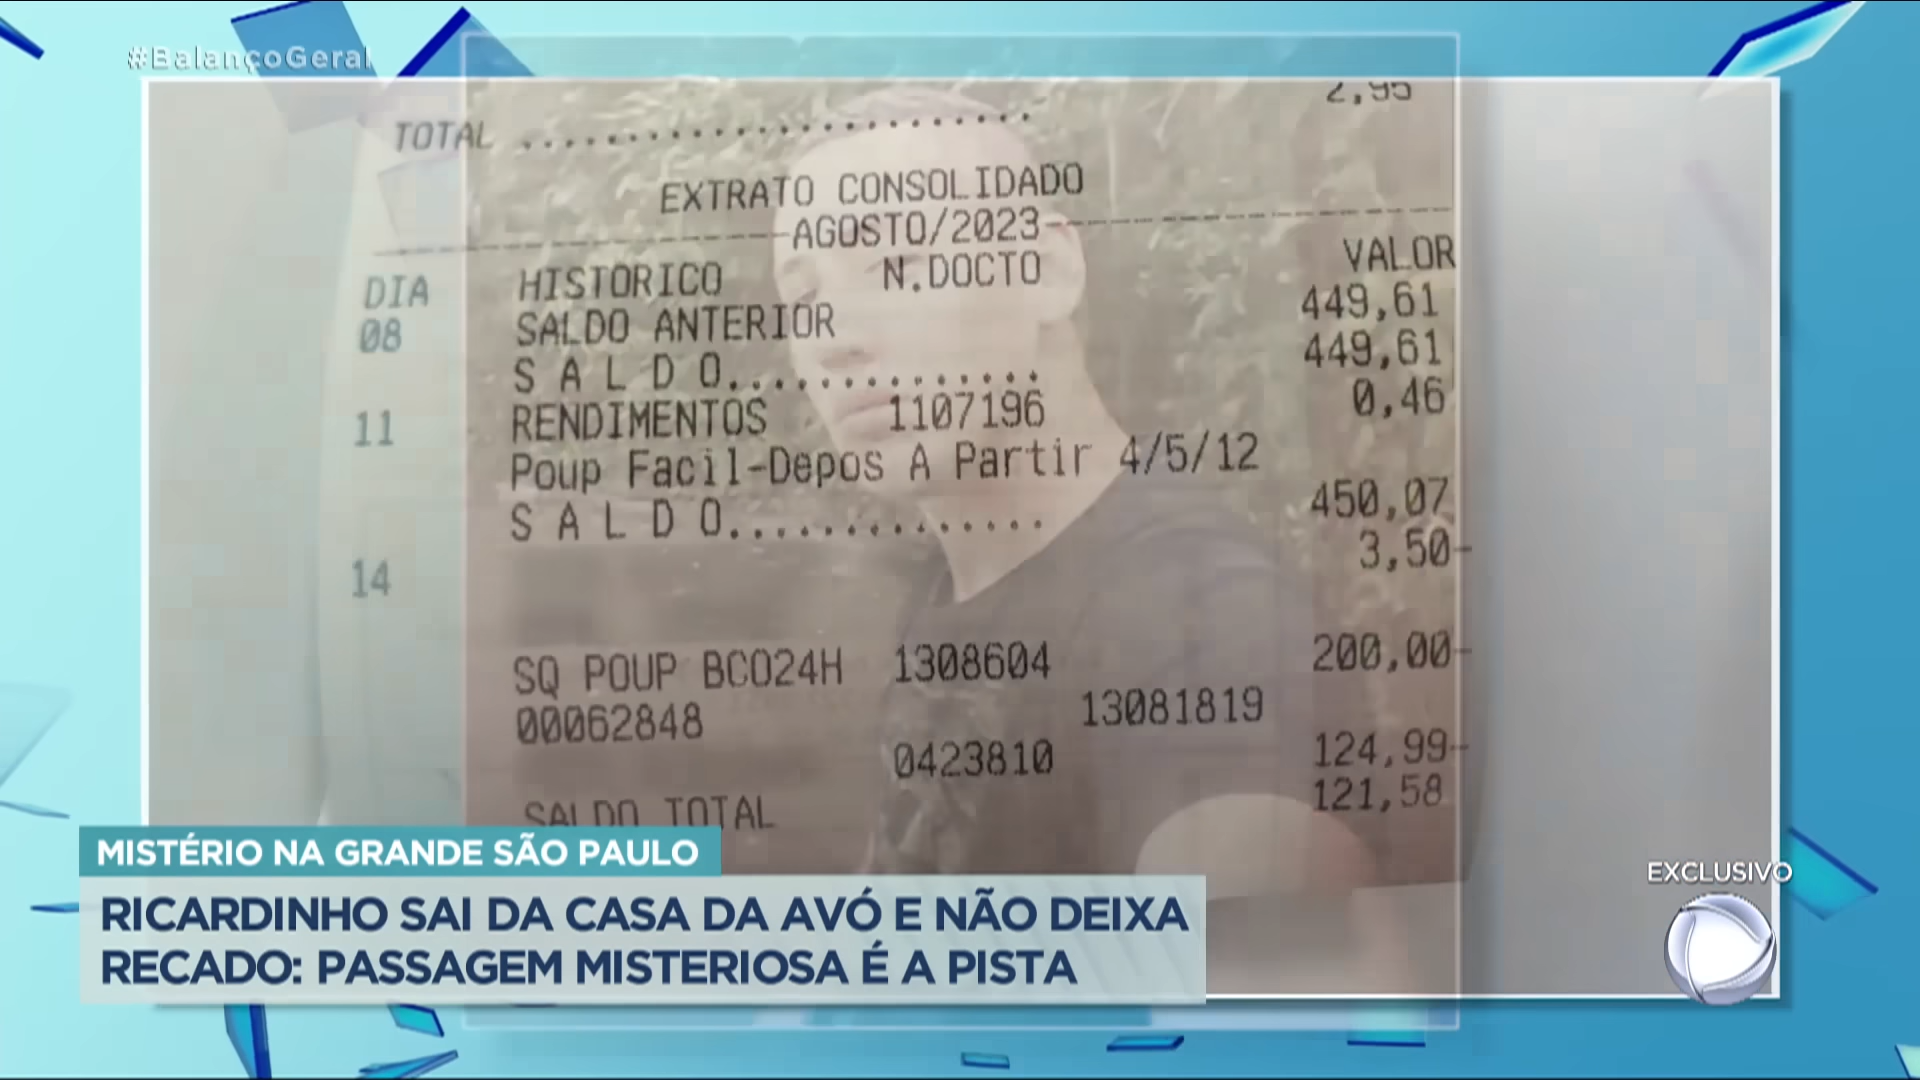 #BalançoGeral
2,95
TOTAL ........................
EXTRATO CONSOLIDADO
AGOSTO/2023
DIA HISTORICO N.DOCTO VALOR
08 SALDO ANTERIOR 449,61
S A L D O.............. 449,61
11 RENDIMENTOS 1107196 0,46
Poup Facil-Depos A Partir 4/5/12
S A L D O.............. 450,07
14 3,50-
SQ POUP BCO24H 1308604 200,00-
00062848 13081819
0423810 124,99-
SALDO TOTAL 121,58
MISTÉRIO NA GRANDE SÃO PAULO
RICARDINHO SAI DA CASA DA AVÓ E NÃO DEIXA
RECADO: PASSAGEM MISTERIOSA É A PISTA
EXCLUSIVO